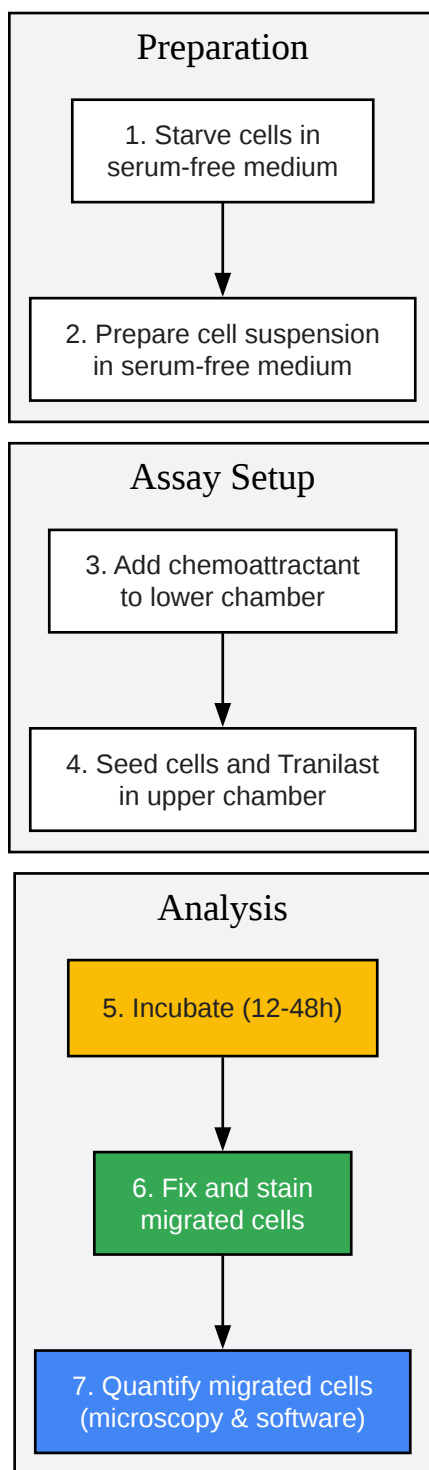 Preparation
1. Starve cells in
serum-free medium
2. Prepare cell suspension
in serum-free medium
Assay Setup
3. Add chemoattractant
to lower chamber
4. Seed cells and Tranilast
in upper chamber
Analysis
5. Incubate (12-48h)
6. Fix and stain
migrated cells
7. Quantify migrated cells
(microscopy & software)